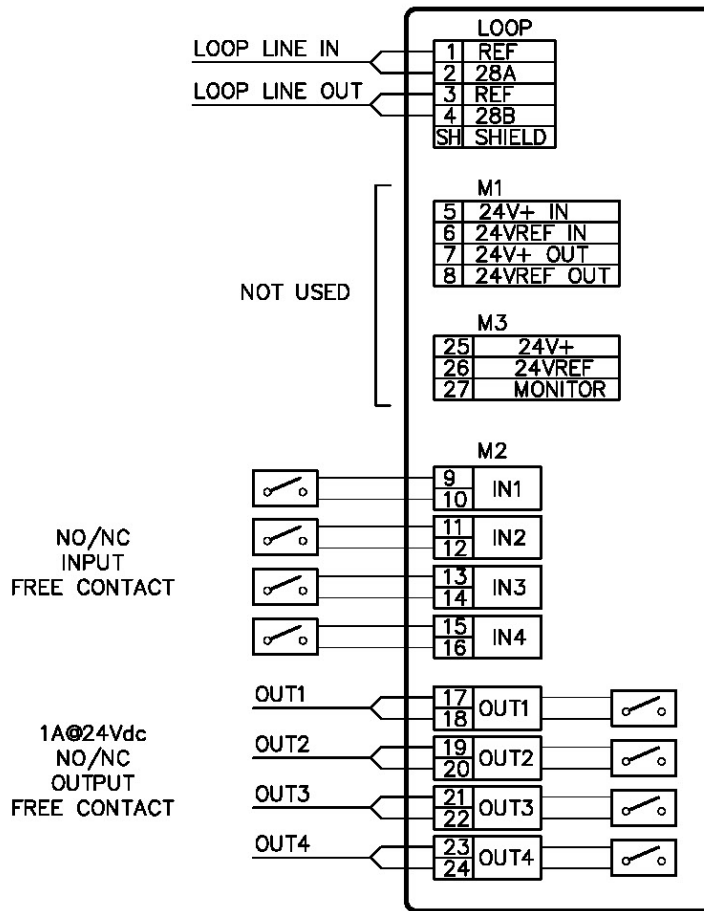 LOOP
LOOP LINE IN
1 REF
2 28A
LOOP LINE OUT
3 REF
4 28B
SH SHIELD
M1
5 24V+ IN
6 24VREF IN
7 24V+ OUT
8 24VREF OUT
NOT USED
M3
25 24V+
26 24VREF
27 MONITOR
M2
9
10
IN1
11
12
IN2
13
14
IN3
15
16
IN4
NO/NC
INPUT
FREE CONTACT
OUT1
17
18
OUT1
OUT2
19
20
OUT2
OUT3
21
22
OUT3
OUT4
23
24
OUT4
1A@24Vdc
NO/NC
OUTPUT
FREE CONTACT